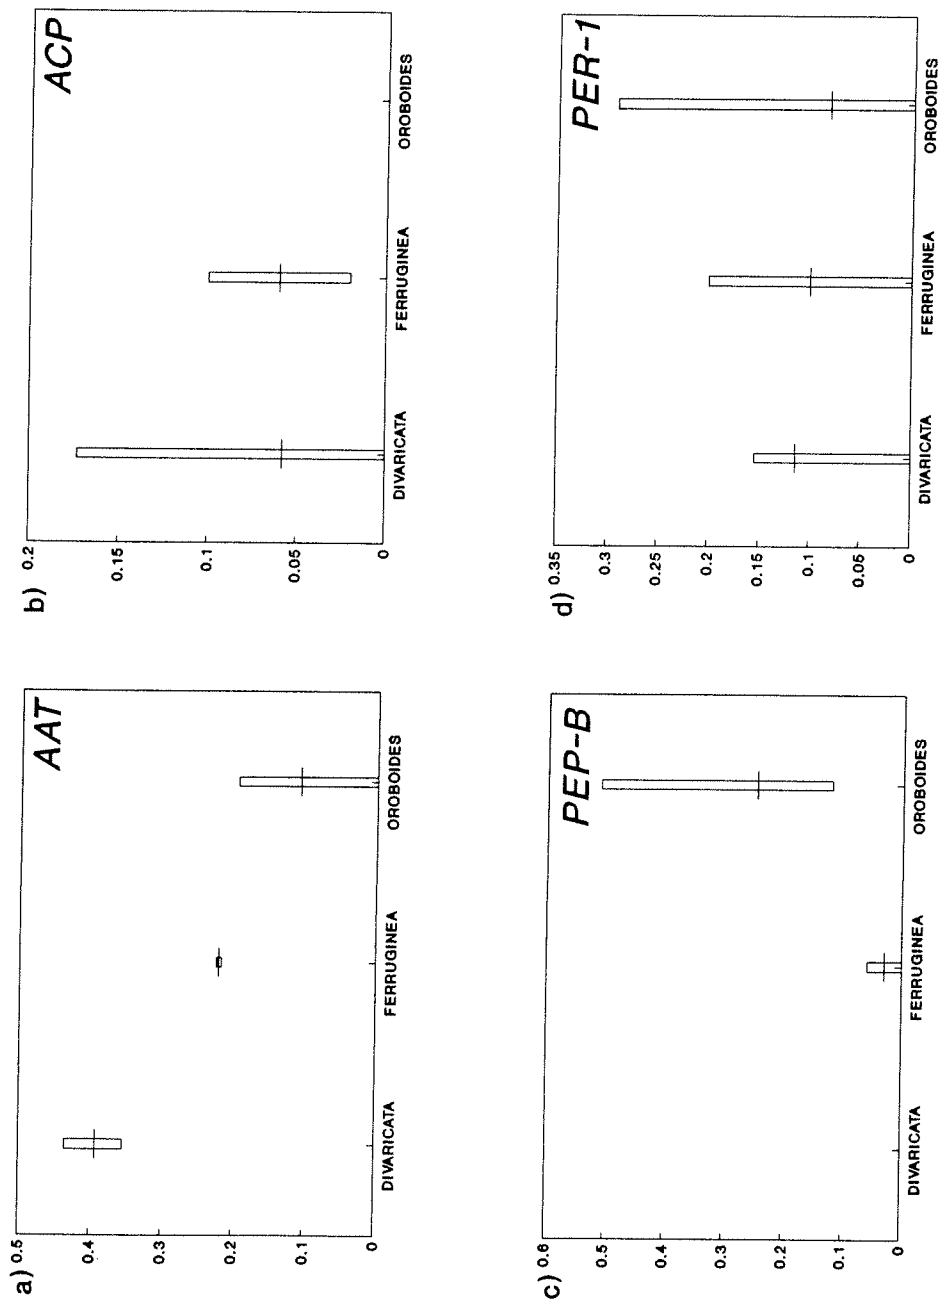 a)
AAT
0.5
0.4
0.3
0.2
0.1
0
DIVARICATA
FERRUGINEA
OROBOIDES
b)
ACP
0.2
0.15
0.1
0.05
0
DIVARICATA
FERRUGINEA
OROBOIDES
c)
PEP-B
0.6
0.5
0.4
0.3
0.2
0.1
0
DIVARICATA
FERRUGINEA
OROBOIDES
d)
PER-1
0.35
0.3
0.25
0.2
0.15
0.1
0.05
0
DIVARICATA
FERRUGINEA
OROBOIDES